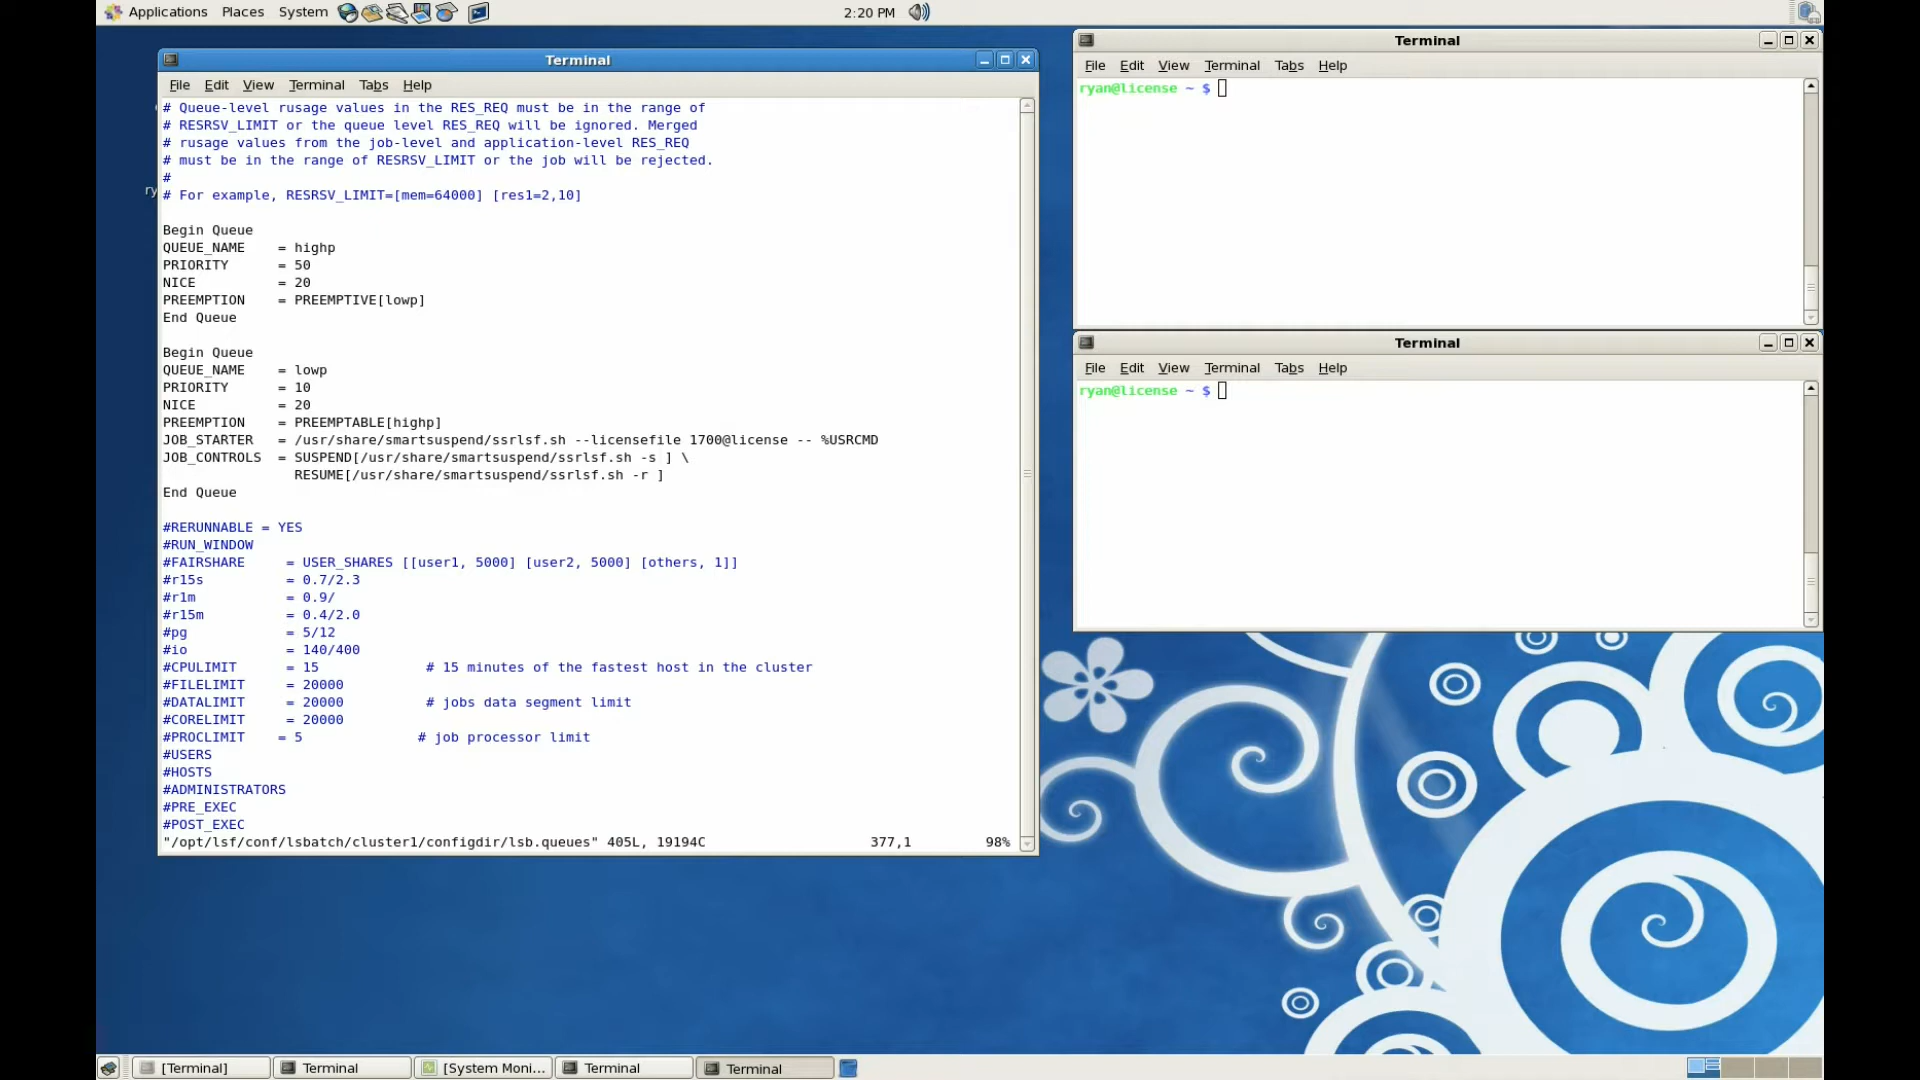 Applications Places System 2:20 PM
Terminal
File Edit View Terminal Tabs Help
# Queue-level rusage values in the RES_REQ must be in the range of
# RESRSV_LIMIT or the queue level RES_REQ will be ignored. Merged
# rusage values from the job-level and application-level RES_REQ
# must be in the range of RESRSV_LIMIT or the job will be rejected.
#
# For example, RESRSV_LIMIT=[mem=64000] [res1=2,10]
Begin Queue
QUEUE_NAME = highp
PRIORITY = 50
NICE = 20
PREEMPTION = PREEMPTIVE[lowp]
End Queue
Begin Queue
QUEUE_NAME = lowp
PRIORITY = 10
NICE = 20
PREEMPTION = PREEMPTABLE[highp]
JOB_STARTER = /usr/share/smartsuspend/ssrlsf.sh --licensefile 1700@license -- %USRCMD
JOB_CONTROLS = SUSPEND[/usr/share/smartsuspend/ssrlsf.sh -s ] \
RESUME[/usr/share/smartsuspend/ssrlsf.sh -r ]
End Queue
#RERUNNABLE = YES
#RUN_WINDOW
#FAIRSHARE = USER_SHARES [[user1, 5000] [user2, 5000] [others, 1]]
#r15s = 0.7/2.3
#r1m = 0.9/
#r15m = 0.4/2.0
#pg = 5/12
#io = 140/400
#CPULIMIT = 15 # 15 minutes of the fastest host in the cluster
#FILELIMIT = 20000
#DATALIMIT = 20000 # jobs data segment limit
#CORELIMIT = 20000
#PROCLIMIT = 5 # job processor limit
#USERS
#HOSTS
#ADMINISTRATORS
#PRE_EXEC
#POST_EXEC
"/opt/lsf/conf/lsbatch/cluster1/configdir/lsb.queues" 405L, 19194C 377,1 98%
ry
Terminal
File Edit View Terminal Tabs Help
ryan@license ~ $
Terminal
File Edit View Terminal Tabs Help
ryan@license ~ $
[Terminal] Terminal [System Moni... Terminal Terminal